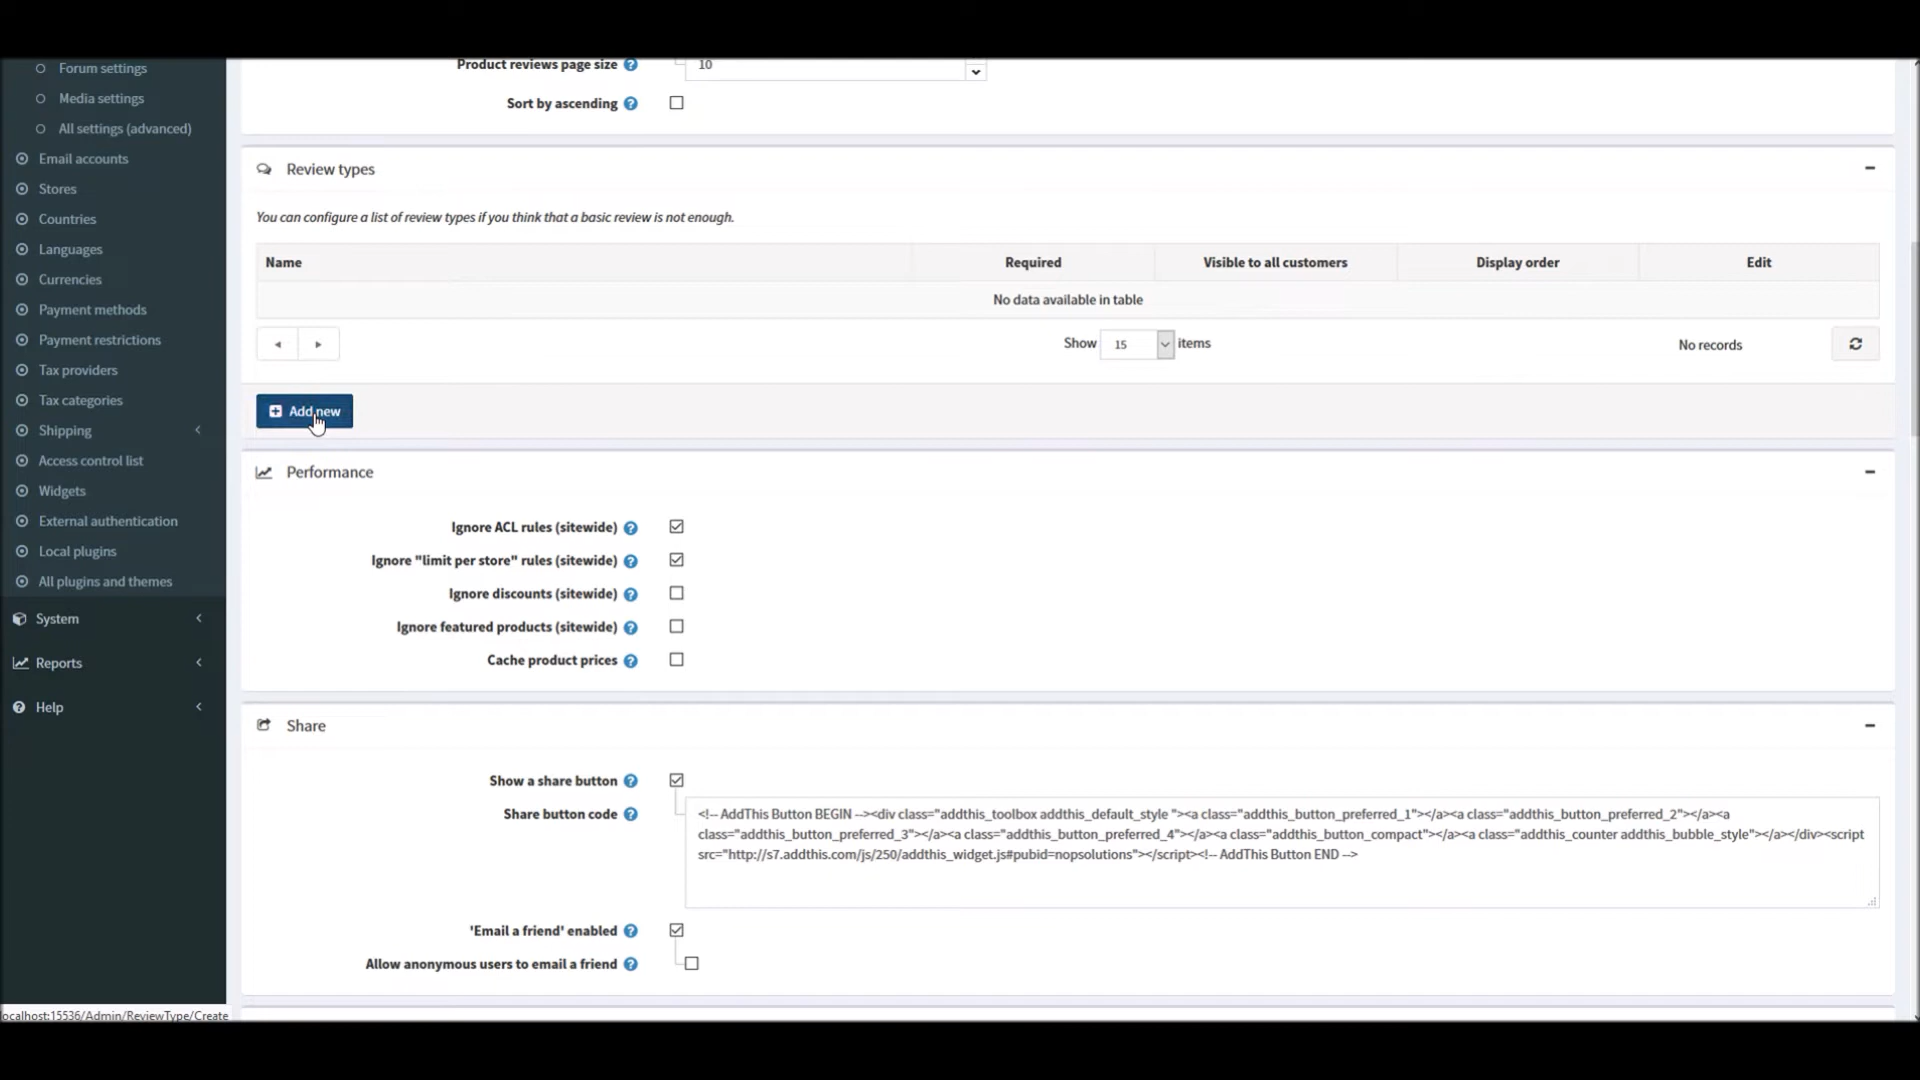 Forum settings
Media settings
All settings (advanced)
Email accounts
Stores
Countries
Languages
Currencies
Payment methods
Payment restrictions
Tax providers
Tax categories
Shipping
Access control list
Widgets
External authentication
Local plugins
All plugins and themes
System
Reports
Help
Product reviews page size 10
Sort by ascending
Review types
You can configure a list of review types if you think that a basic review is not enough.
Name Required Visible to all customers Display order Edit
No data available in table
Show 15 items No records
Add new
Performance
Ignore ACL rules (sitewide)
Ignore "limit per store" rules (sitewide)
Ignore discounts (sitewide)
Ignore featured products (sitewide)
Cache product prices
Share
Show a share button
Share button code
<!-- AddThis Button BEGIN --><div class="addthis_toolbox addthis_default_style "><a class="addthis_button_preferred_1"></a><a class="addthis_button_preferred_2"></a><a
class="addthis_button_preferred_3"></a><a class="addthis_button_preferred_4"></a><a class="addthis_button_compact"></a><a class="addthis_counter addthis_bubble_style"></a></div><script
src="http://s7.addthis.com/js/250/addthis_widget.js#pubid=nopsolutions"></script><!-- AddThis Button END -->
'Email a friend' enabled
Allow anonymous users to email a friend
localhost:15536/Admin/ReviewType/Create